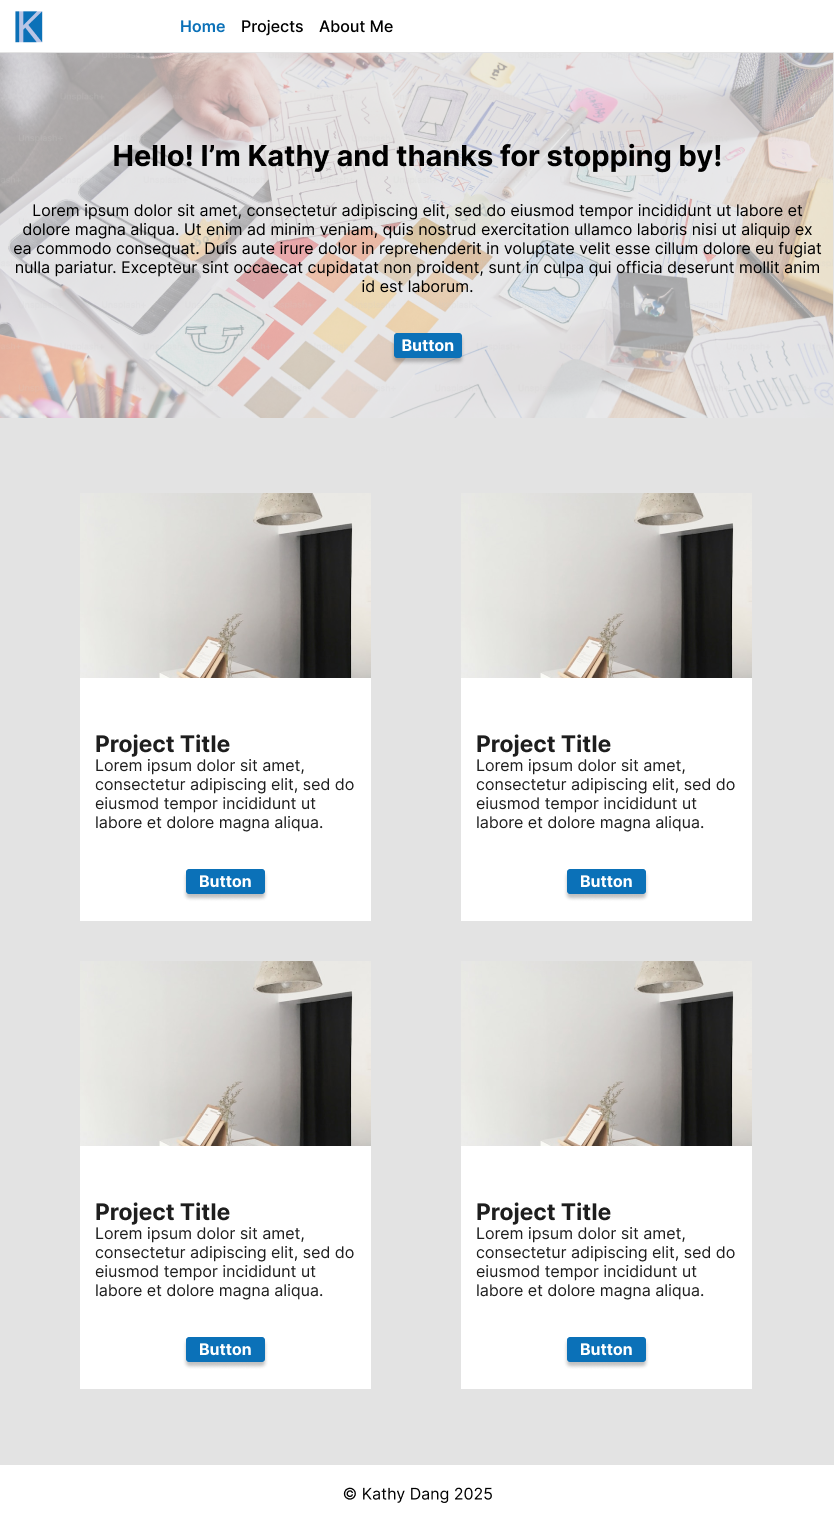 K
Home Projects About Me
Dai
Hello! I’m Kathy and thanks for stopping by!
Lorem ipsum dolor sit amet, consectetur adipiscing elit, sed do eiusmod tempor incididunt ut labore et
dolore magna aliqua. Ut enim ad minim veniam, quis nostrud exercitation ullamco laboris nisi ut aliquip ex
ea commodo consequat. Duis aute irure dolor in reprehenderit in voluptate velit esse cillum dolore eu fugiat
nulla pariatur. Excepteur sint occaecat cupidatat non proident, sunt in culpa qui officia deserunt mollit anim
id est laborum.
Button
Project Title
Lorem ipsum dolor sit amet,
consectetur adipiscing elit, sed do
eiusmod tempor incididunt ut
labore et dolore magna aliqua.
Button
Project Title
Lorem ipsum dolor sit amet,
consectetur adipiscing elit, sed do
eiusmod tempor incididunt ut
labore et dolore magna aliqua.
Button
Project Title
Lorem ipsum dolor sit amet,
consectetur adipiscing elit, sed do
eiusmod tempor incididunt ut
labore et dolore magna aliqua.
Button
Project Title
Lorem ipsum dolor sit amet,
consectetur adipiscing elit, sed do
eiusmod tempor incididunt ut
labore et dolore magna aliqua.
Button
© Kathy Dang 2025